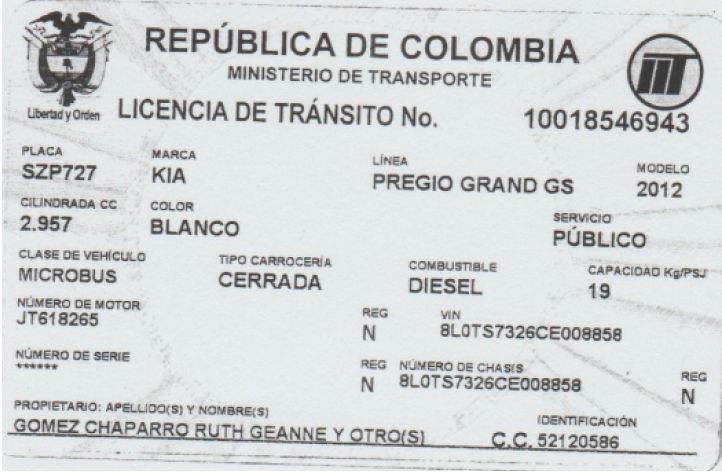 REPÚBLICA DE COLOMBIA
MINISTERIO DE TRANSPORTE
Libertad y Orden
LICENCIA DE TRÁNSITO No. 10018546943
PLACA MARCA LÍNEA MODELO
SZP727 KIA PREGIO GRAND GS 2012
CILINDRADA CC COLOR SERVICIO
2.957 BLANCO PÚBLICO
CLASE DE VEHÍCULO TIPO CARROCERÍA COMBUSTIBLE CAPACIDAD Kg/PSJ
MICROBUS CERRADA DIESEL 19
NÚMERO DE MOTOR REG VIN
JT618265 N 8L0TS7326CE008858
NÚMERO DE SERIE REG NÚMERO DE CHASIS REG
****** N 8L0TS7326CE008858 N
PROPIETARIO: APELLIDO(S) Y NOMBRE(S) IDENTIFICACIÓN
GOMEZ CHAPARRO RUTH GEANNE Y OTRO(S) C.C. 52120586